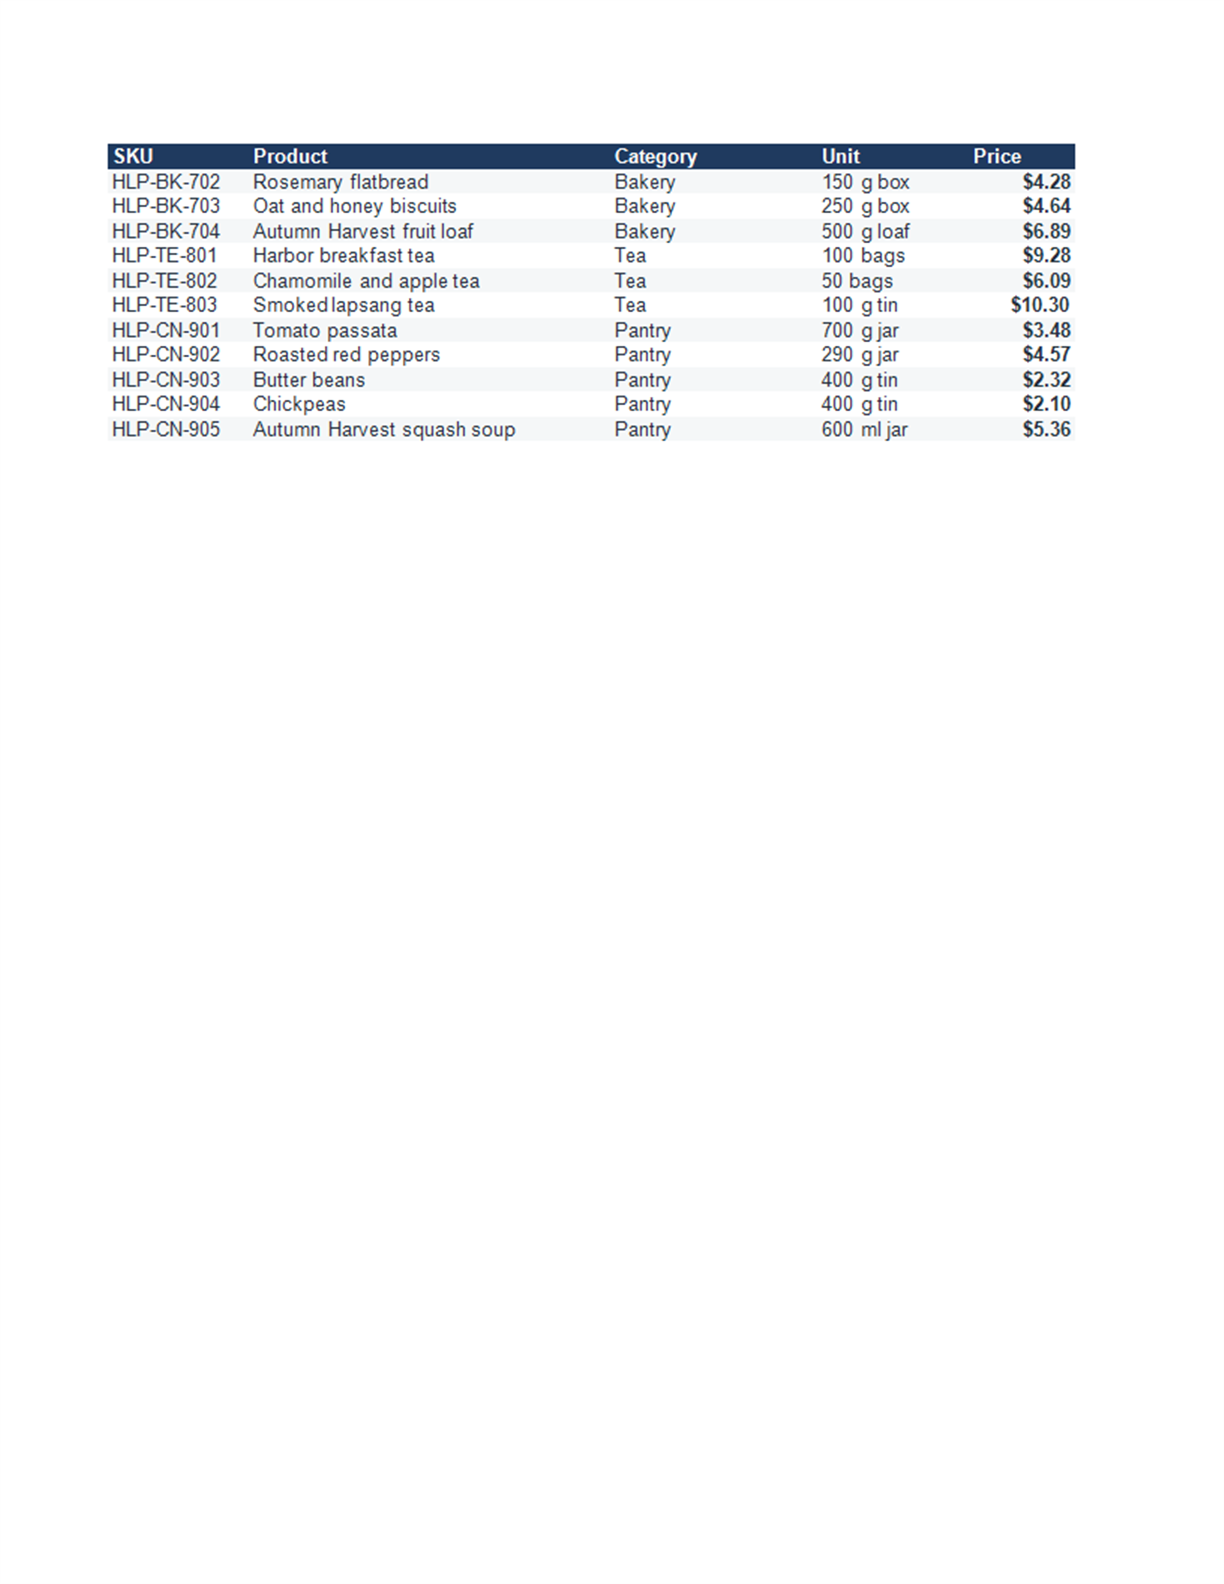 SKU Product Category Unit Price
HLP-BK-702 Rosemary flatbread Bakery 150 g box $4.28
HLP-BK-703 Oat and honey biscuits Bakery 250 g box $4.64
HLP-BK-704 Autumn Harvest fruit loaf Bakery 500 g loaf $6.89
HLP-TE-801 Harbor breakfast tea Tea 100 bags $9.28
HLP-TE-802 Chamomile and apple tea Tea 50 bags $6.09
HLP-TE-803 Smoked lapsang tea Tea 100 g tin $10.30
HLP-CN-901 Tomato passata Pantry 700 g jar $3.48
HLP-CN-902 Roasted red peppers Pantry 290 g jar $4.57
HLP-CN-903 Butter beans Pantry 400 g tin $2.32
HLP-CN-904 Chickpeas Pantry 400 g tin $2.10
HLP-CN-905 Autumn Harvest squash soup Pantry 600 ml jar $5.36